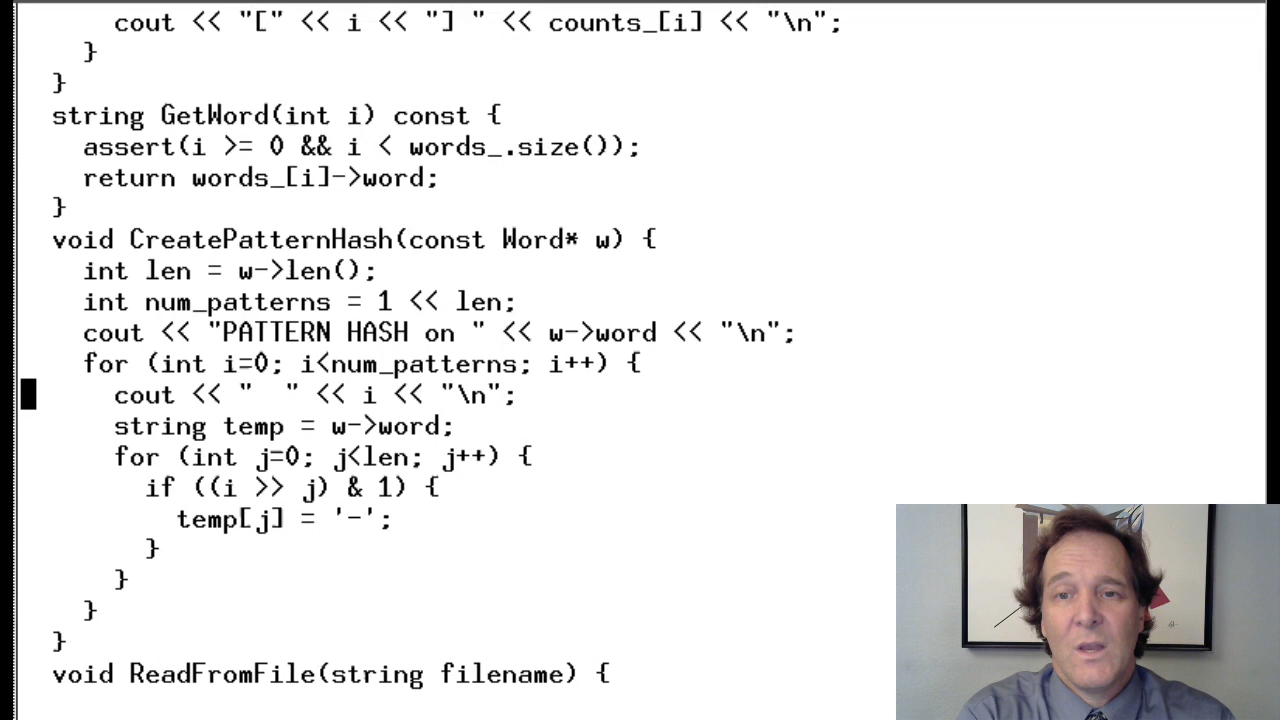 cout << "[" << i << "] " << counts_[i] << "\n";
}
}
string GetWord(int i) const {
assert(i >= 0 && i < words_.size());
return words_[i]->word;
}
void CreatePatternHash(const Word* w) {
int len = w->len();
int num_patterns = 1 << len;
cout << "PATTERN HASH on " << w->word << "\n";
for (int i=0; i<num_patterns; i++) {
cout << "  " << i << "\n";
string temp = w->word;
for (int j=0; j<len; j++) {
if ((i >> j) & 1) {
temp[j] = '-';
}
}
}
}
void ReadFromFile(string filename) {